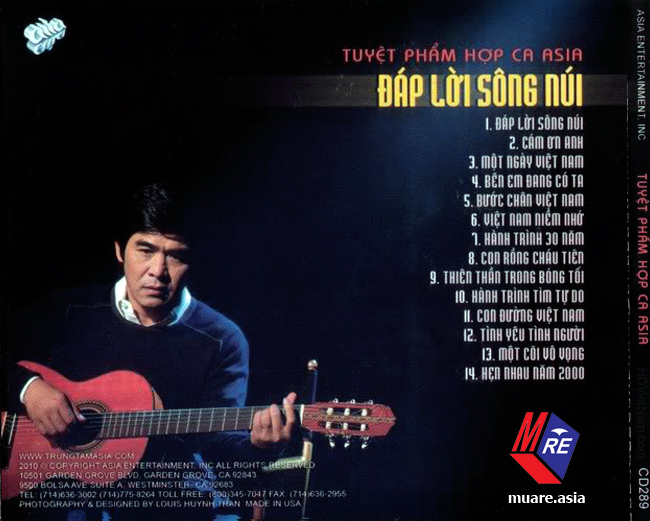 Asia
TUYỆT PHẨM HỢP CA ASIA
ĐÁP LỜI SÔNG NÚI
1. ĐÁP LỜI SÔNG NÚI
2. CÁM ƠN ANH
3. MỘT NGÀY VIỆT NAM
4. BÊN EM ĐANG CÓ TA
5. BƯỚC CHÂN VIỆT NAM
6. VIỆT NAM NIỀM NHỚ
7. HÀNH TRÌNH 30 NĂM
8. CON RỒNG CHÁU TIÊN
9. THIÊN THẦN TRONG BÓNG TỐI
10. HÀNH TRÌNH TÌM TỰ DO
11. CON ĐƯỜNG VIỆT NAM
12. TÌNH YÊU TÌNH NGƯỜI
13. MỘT CÕI VÔ VỌNG
14. HẸN NHAU NĂM 2000
WWW.TRUNGTAMASIA.COM
2010 © COPYRIGHT ASIA ENTERTAINMENT. INC ALL RIGHTS RESERVED
10501 GARDEN GROVE BLVD, GARDEN GROVE, CA 92843
9500 BOLSA AVE SUITE A, WESTMINSTER, CA 92683
TEL: (714)636-3002 (714)775-8264 TOLL FREE: (800)345-7047 FAX: (714)636-2955
PHOTOGRAPHY & DESIGNED BY LOUIS HUYNH TRAN MADE IN USA
MRE
muare.asia
ASIA ENTERTAINMENT. INC
TUYỆT PHẨM HỢP CA ASIA
CD289